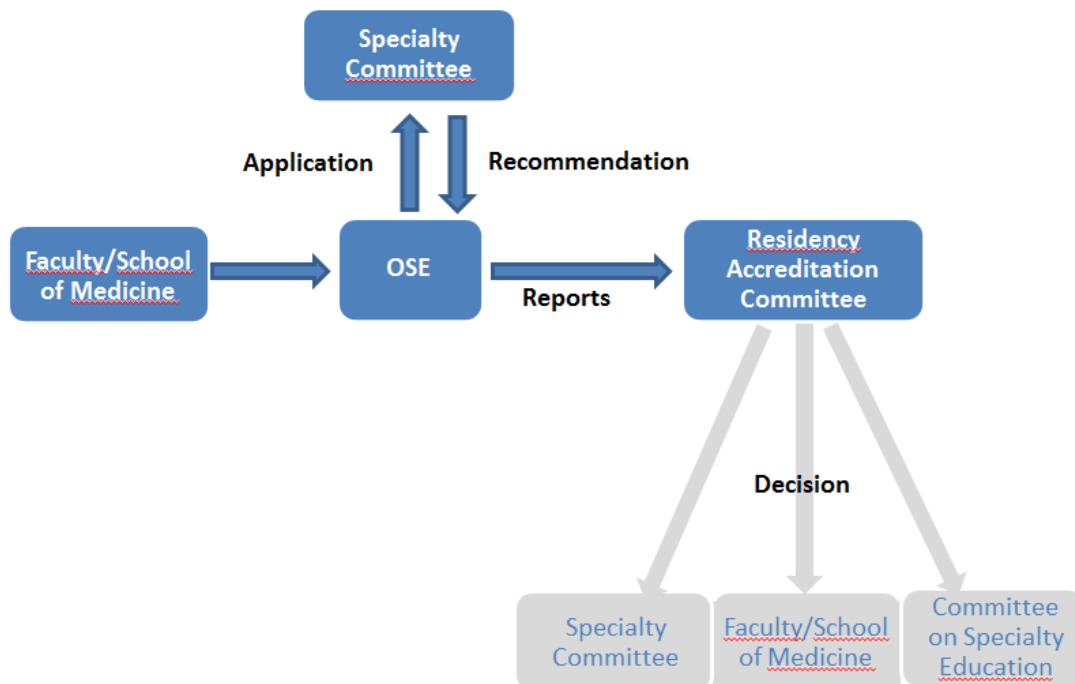 Specialty
Committee
Application
Recommendation
Faculty/School
of Medicine
OSE
Reports
Residency
Accreditation
Committee
Decision
Specialty
Committee
Faculty/School
of Medicine
Committee
on Specialty
Education